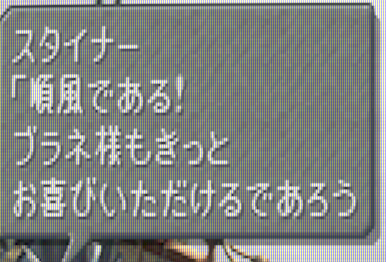 スタイナー
「順風である!
ブラネ様もきっと
お喜びいただけるであろう